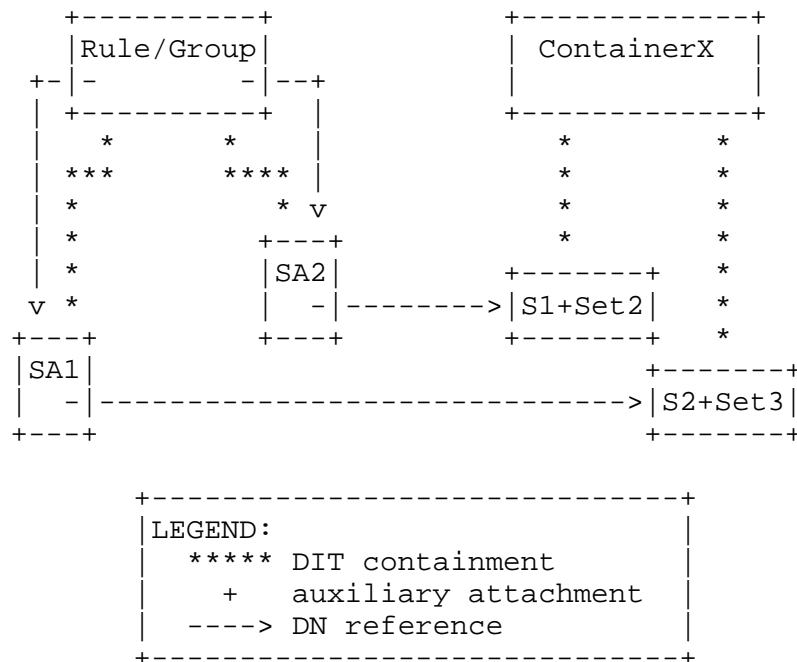 Rule/Group
ContainerX
SA2
S1+Set2
SA1
S2+Set3
LEGEND:
***** DIT containment
+ auxiliary attachment
----> DN reference